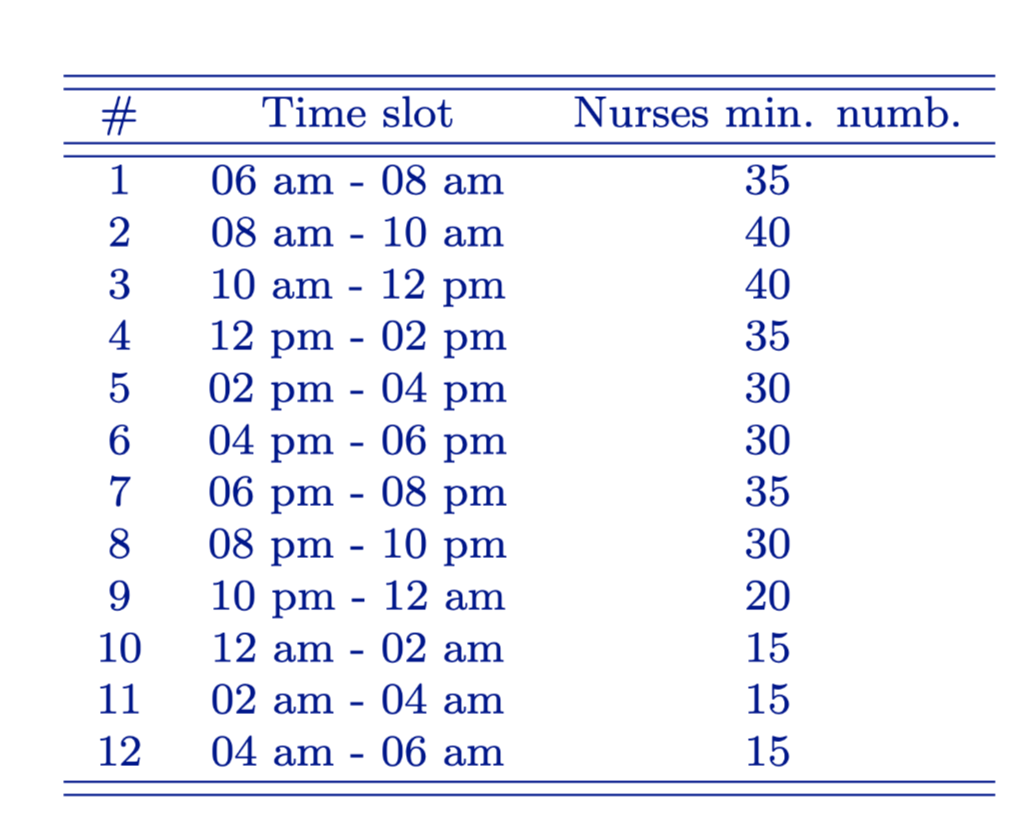 # Time slot Nurses min. numb.
1 06 am - 08 am 35
2 08 am - 10 am 40
3 10 am - 12 pm 40
4 12 pm - 02 pm 35
5 02 pm - 04 pm 30
6 04 pm - 06 pm 30
7 06 pm - 08 pm 35
8 08 pm - 10 pm 30
9 10 pm - 12 am 20
10 12 am - 02 am 15
11 02 am - 04 am 15
12 04 am - 06 am 15